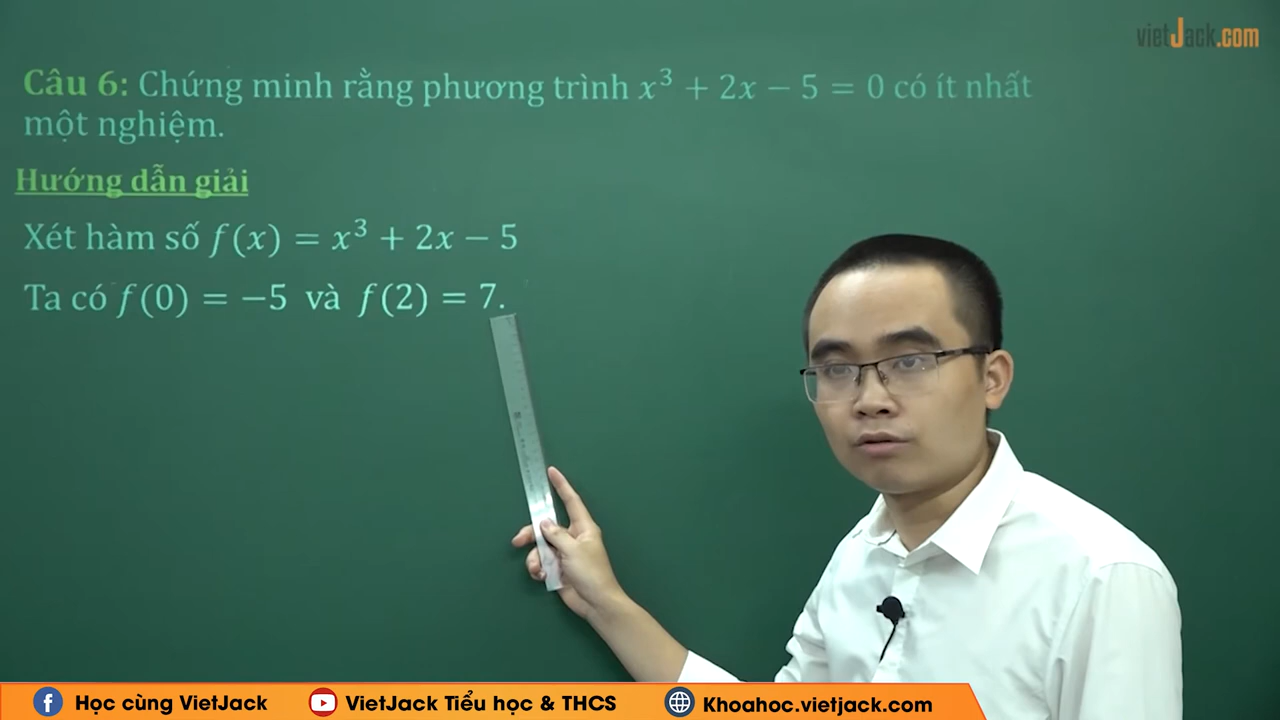 vietJack.com
Câu 6: Chứng minh rằng phương trình x³ + 2x − 5 = 0 có ít nhất
một nghiệm.
Hướng dẫn giải
Xét hàm số f(x) = x³ + 2x − 5
Ta có f(0) = −5 và f(2) = 7.
Học cùng VietJack
VietJack Tiểu học & THCS
Khoahoc.vietjack.com